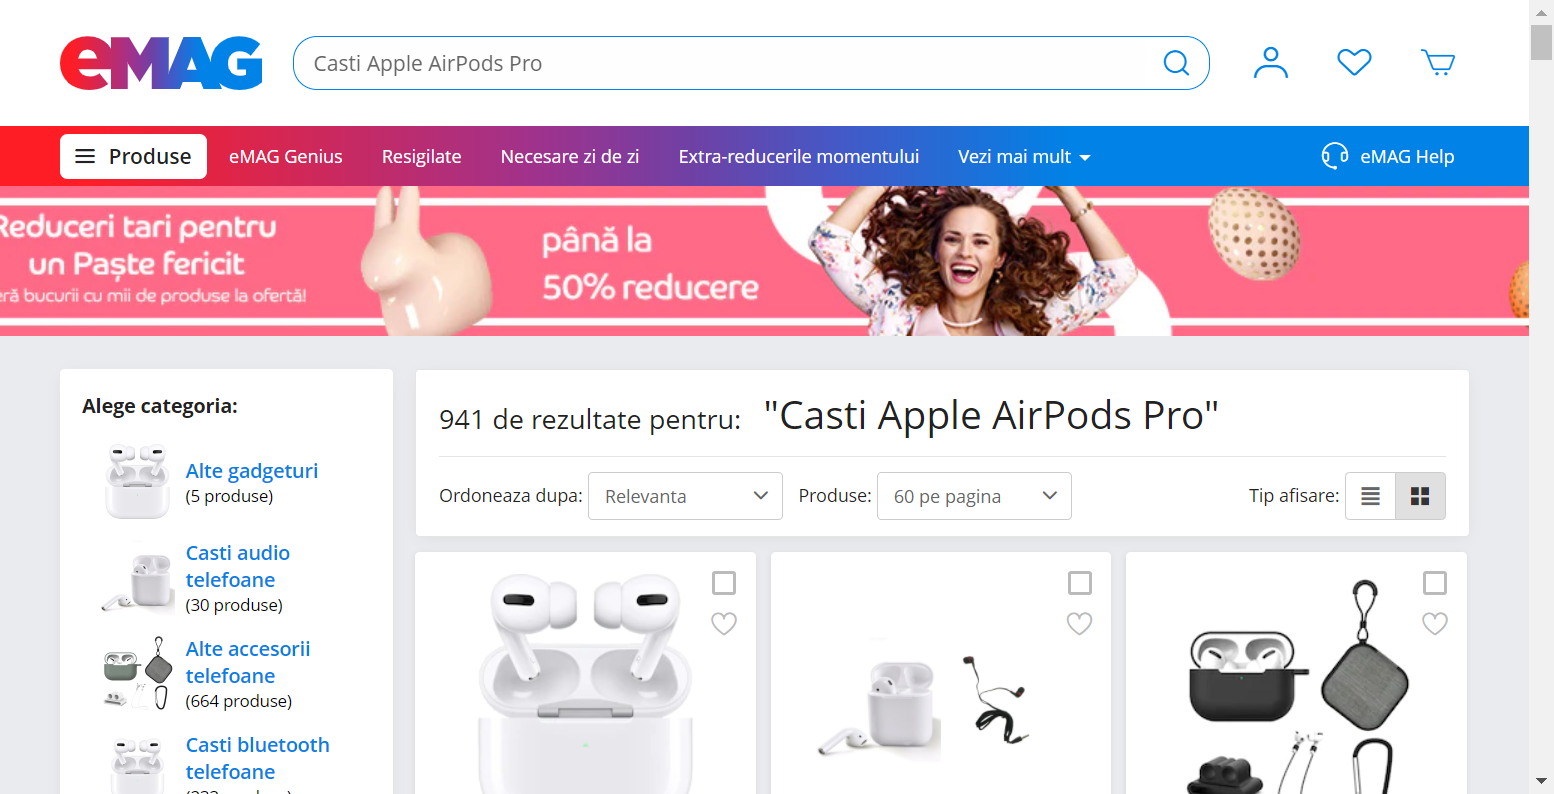 eMAG
Casti Apple AirPods Pro
Produse
eMAG Genius
Resigilate
Necesare zi de zi
Extra-reducerile momentului
Vezi mai mult
eMAG Help
Reduceri tari pentru
un Paște fericit
eră bucurii cu mii de produse la ofertă!
până la
50% reducere
Alege categoria:
Alte gadgeturi
(5 produse)
Casti audio
telefoane
(30 produse)
Alte accesorii
telefoane
(664 produse)
Casti bluetooth
telefoane
941 de rezultate pentru: "Casti Apple AirPods Pro"
Ordoneaza dupa: Relevanta Produse: 60 pe pagina Tip afisare: